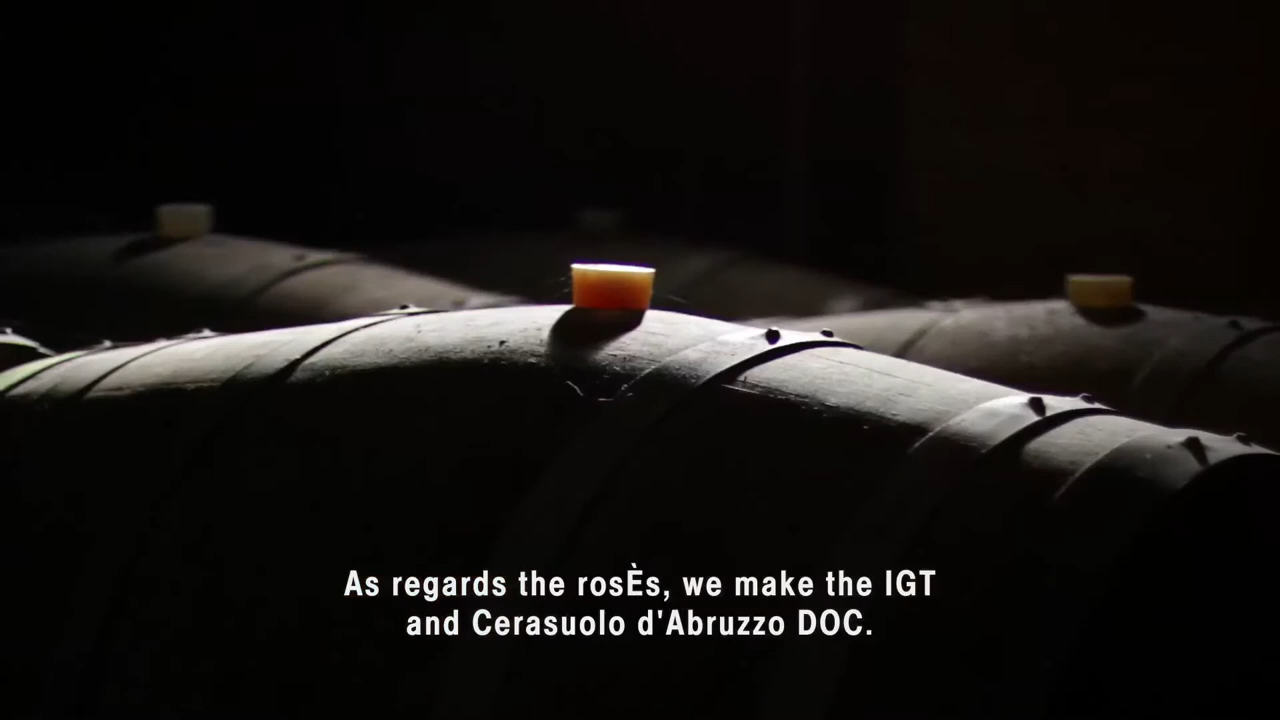 As regards the rosÈs, we make the IGT
and Cerasuolo d'Abruzzo DOC.